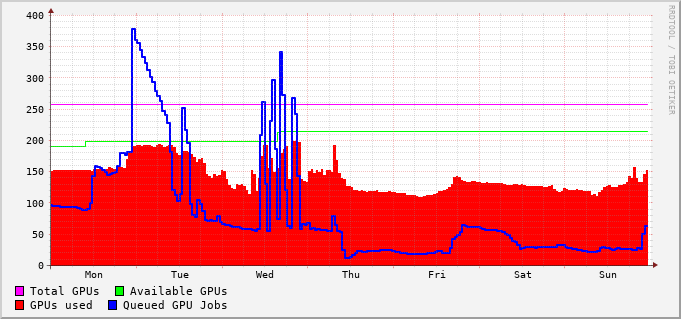 400
350
300
250
200
150
100
50
0
Mon Tue Wed Thu Fri Sat Sun
Total GPUs Available GPUs
GPUs used Queued GPU Jobs
RRDTOOL / TOBI OETIKER